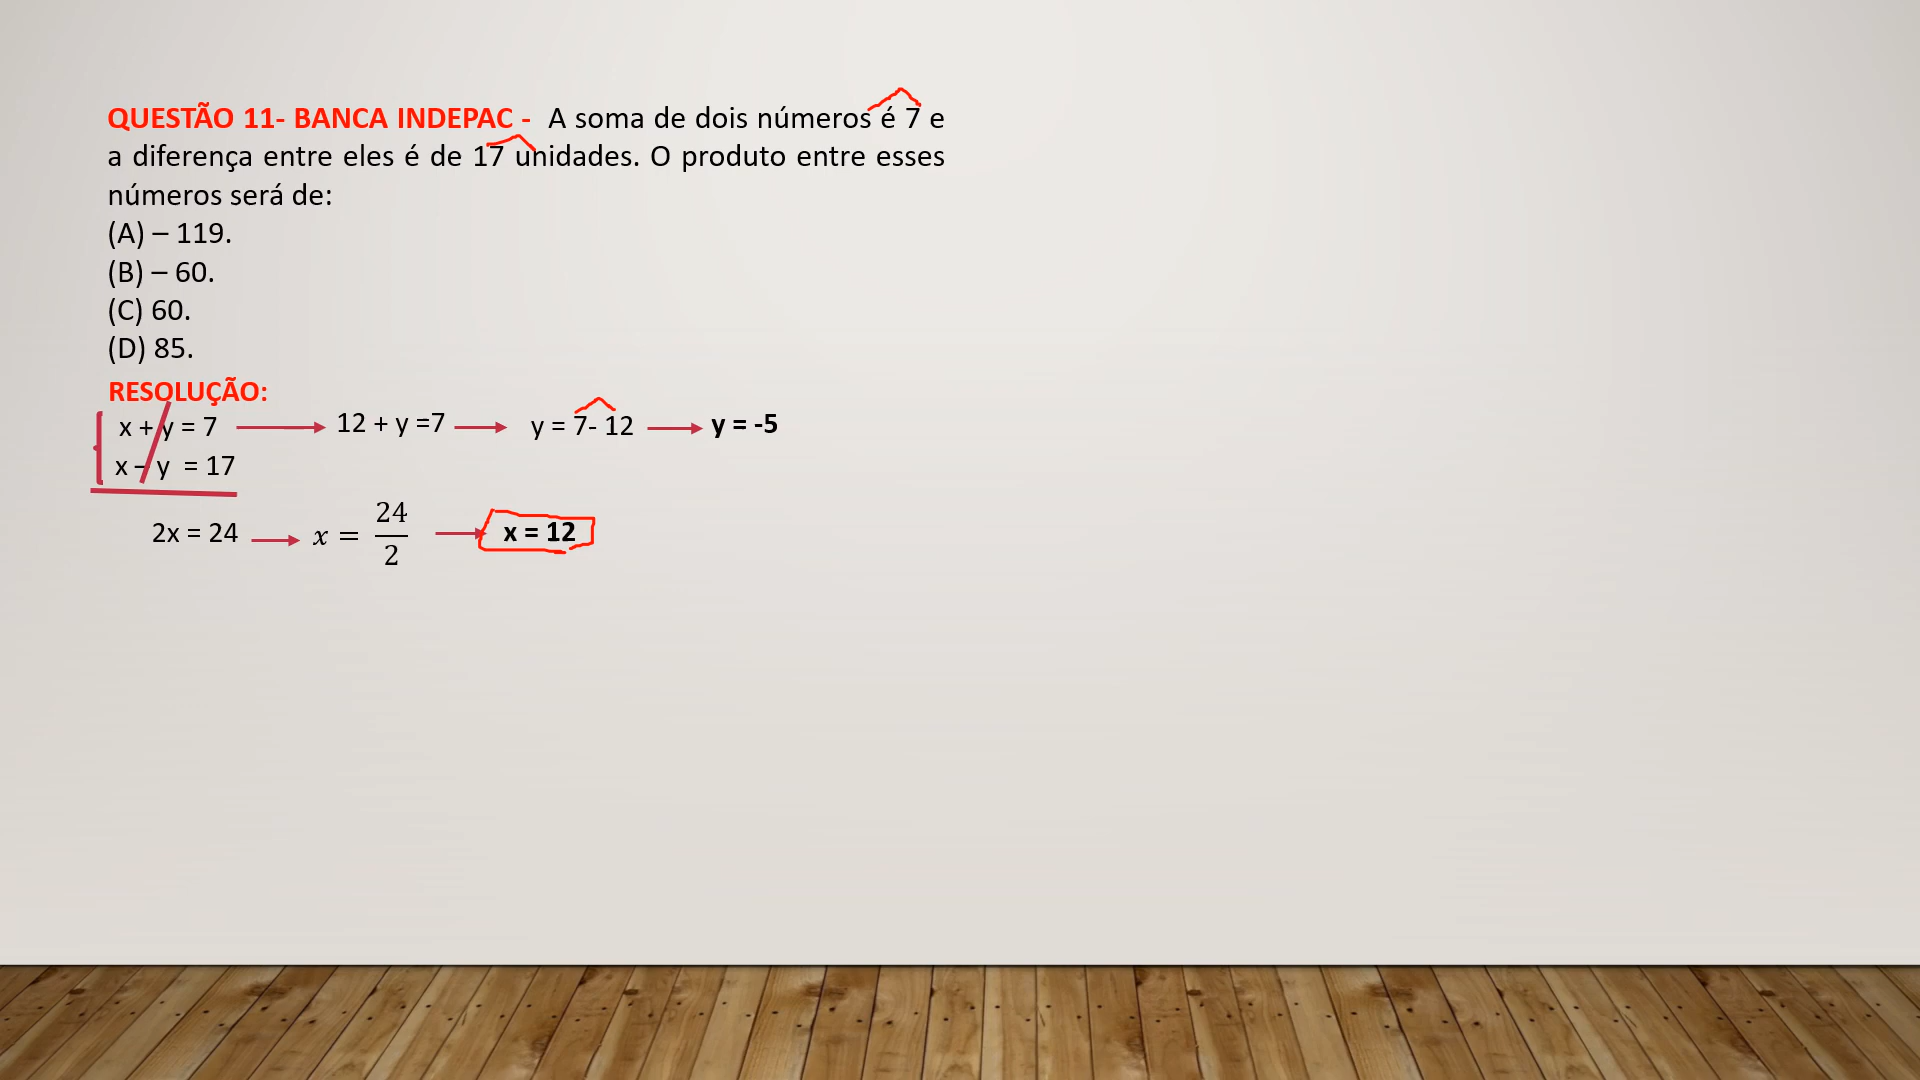 QUESTÃO 11- BANCA INDEPAC - A soma de dois números é 7 e
a diferença entre eles é de 17 unidades. O produto entre esses
números será de:
(A) – 119.
(B) – 60.
(C) 60.
(D) 85.
RESOLUÇÃO:
x + y = 7 12 + y =7 y = 7- 12 y = -5
x – y = 17
2x = 24 x = 24/2 x = 12